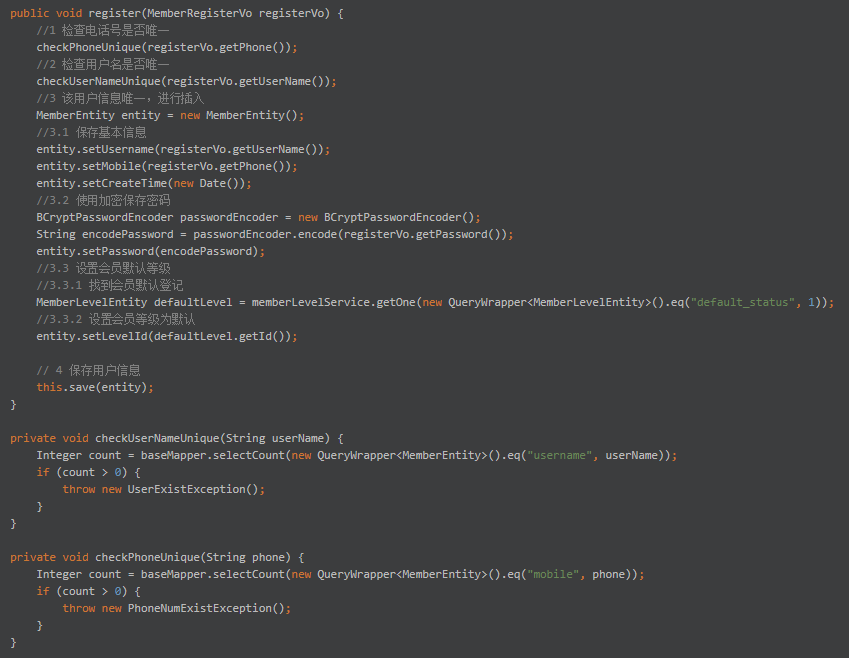 public void register(MemberRegisterVo registerVo) {
//1 检查电话号是否唯一
checkPhoneUnique(registerVo.getPhone());
//2 检查用户名是否唯一
checkUserNameUnique(registerVo.getUserName());
//3 该用户信息唯一，进行插入
MemberEntity entity = new MemberEntity();
//3.1 保存基本信息
entity.setUsername(registerVo.getUserName());
entity.setMobile(registerVo.getPhone());
entity.setCreateTime(new Date());
//3.2 使用加密保存密码
BCryptPasswordEncoder passwordEncoder = new BCryptPasswordEncoder();
String encodePassword = passwordEncoder.encode(registerVo.getPassword());
entity.setPassword(encodePassword);
//3.3 设置会员默认等级
//3.3.1 找到会员默认登记
MemberLevelEntity defaultLevel = memberLevelService.getOne(new QueryWrapper<MemberLevelEntity>().eq("default_status", 1));
//3.3.2 设置会员等级为默认
entity.setLevelId(defaultLevel.getId());
// 4 保存用户信息
this.save(entity);
}
private void checkUserNameUnique(String userName) {
Integer count = baseMapper.selectCount(new QueryWrapper<MemberEntity>().eq("username", userName));
if (count > 0) {
throw new UserExistException();
}
}
private void checkPhoneUnique(String phone) {
Integer count = baseMapper.selectCount(new QueryWrapper<MemberEntity>().eq("mobile", phone));
if (count > 0) {
throw new PhoneNumExistException();
}
}